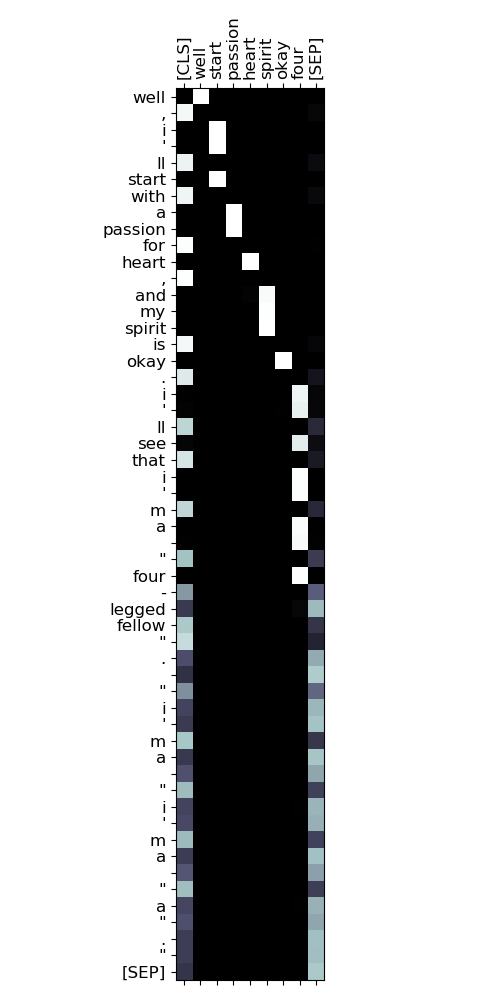 [CLS]
well
start
passion
heart
spirit
okay
four
[SEP]
well
,
i
'
ll
start
with
a
passion
for
heart
,
and
my
spirit
is
okay
.
i
'
ll
see
that
i
'
m
a
"
four
-
legged
fellow
"
.
"
i
'
m
a
"
i
'
m
a
"
a
"
.
"
[SEP]